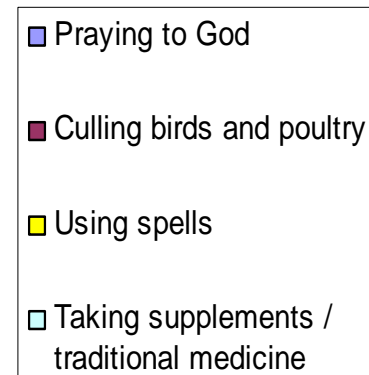 Praying to God
Culling birds and poultry
Using spells
Taking supplements /
traditional medicine